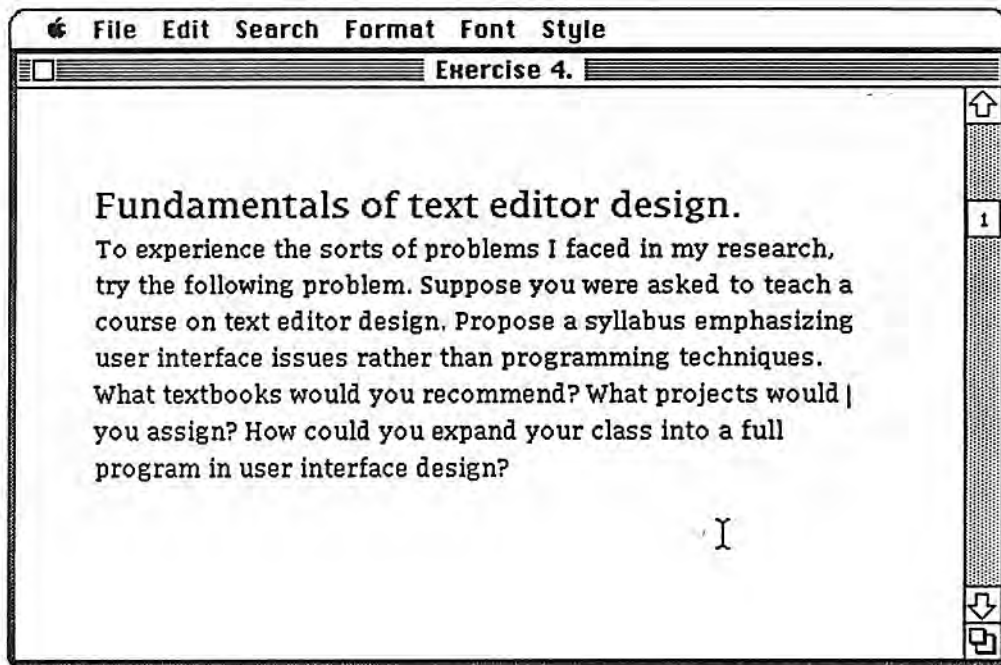 File Edit Search Format Font Style
Exercise 4.
Fundamentals of text editor design.
To experience the sorts of problems I faced in my research,
try the following problem. Suppose you were asked to teach a
course on text editor design. Propose a syllabus emphasizing
user interface issues rather than programming techniques.
What textbooks would you recommend? What projects would
you assign? How could you expand your class into a full
program in user interface design?
1